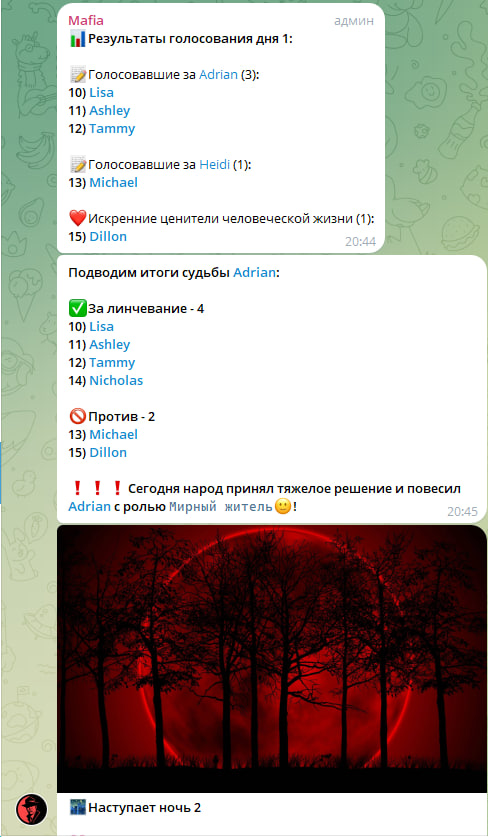 Mafia админ
Результаты голосования дня 1:
Голосовавшие за Adrian (3):
10) Lisa
11) Ashley
12) Tammy
Голосовавшие за Heidi (1):
13) Michael
Искренние ценители человеческой жизни (1):
15) Dillon
20:44
Подводим итоги судьбы Adrian:
За линчевание - 4
10) Lisa
11) Ashley
12) Tammy
14) Nicholas
Против - 2
13) Michael
15) Dillon
❗❗❗Сегодня народ принял тяжелое решение и повесил
Adrian с ролью Мирный житель🙂!
20:45
Наступает ночь 2